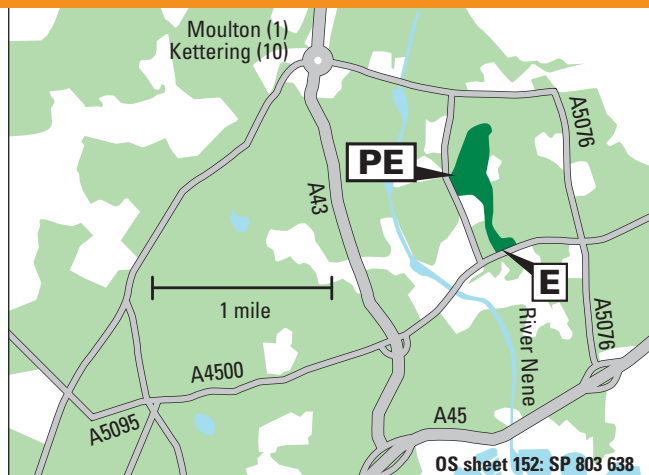 Moulton (1)
Kettering (10)
A5076
PE
A43
E
1 mile
River Nene
A5076
A4500
A5095
A45
OS sheet 152: SP 803 638